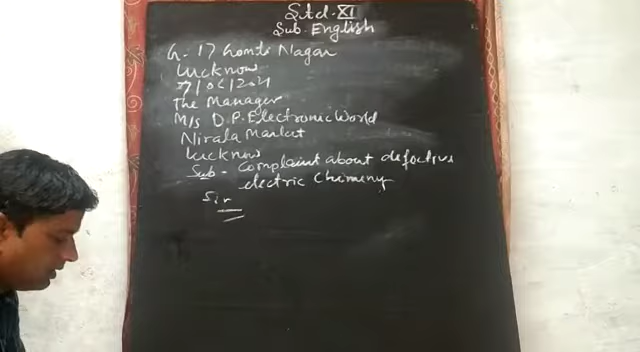 Std. XI
Sub. English
G-17 Gomti Nagar
Lucknow
7/06/2021
The Manager
M/s D.P. Electronic World
Nirala Market
Lucknow
Sub- Complaint about defective
electric Chimney
Sir